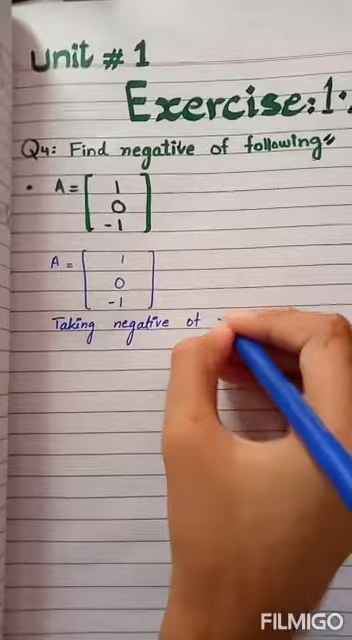 Unit # 1
Exercise:1.
Q4: Find negative of following:
• A = [ 1
0
-1 ]
A = [ 1
0
-1 ]
Taking negative of
FILMIGO